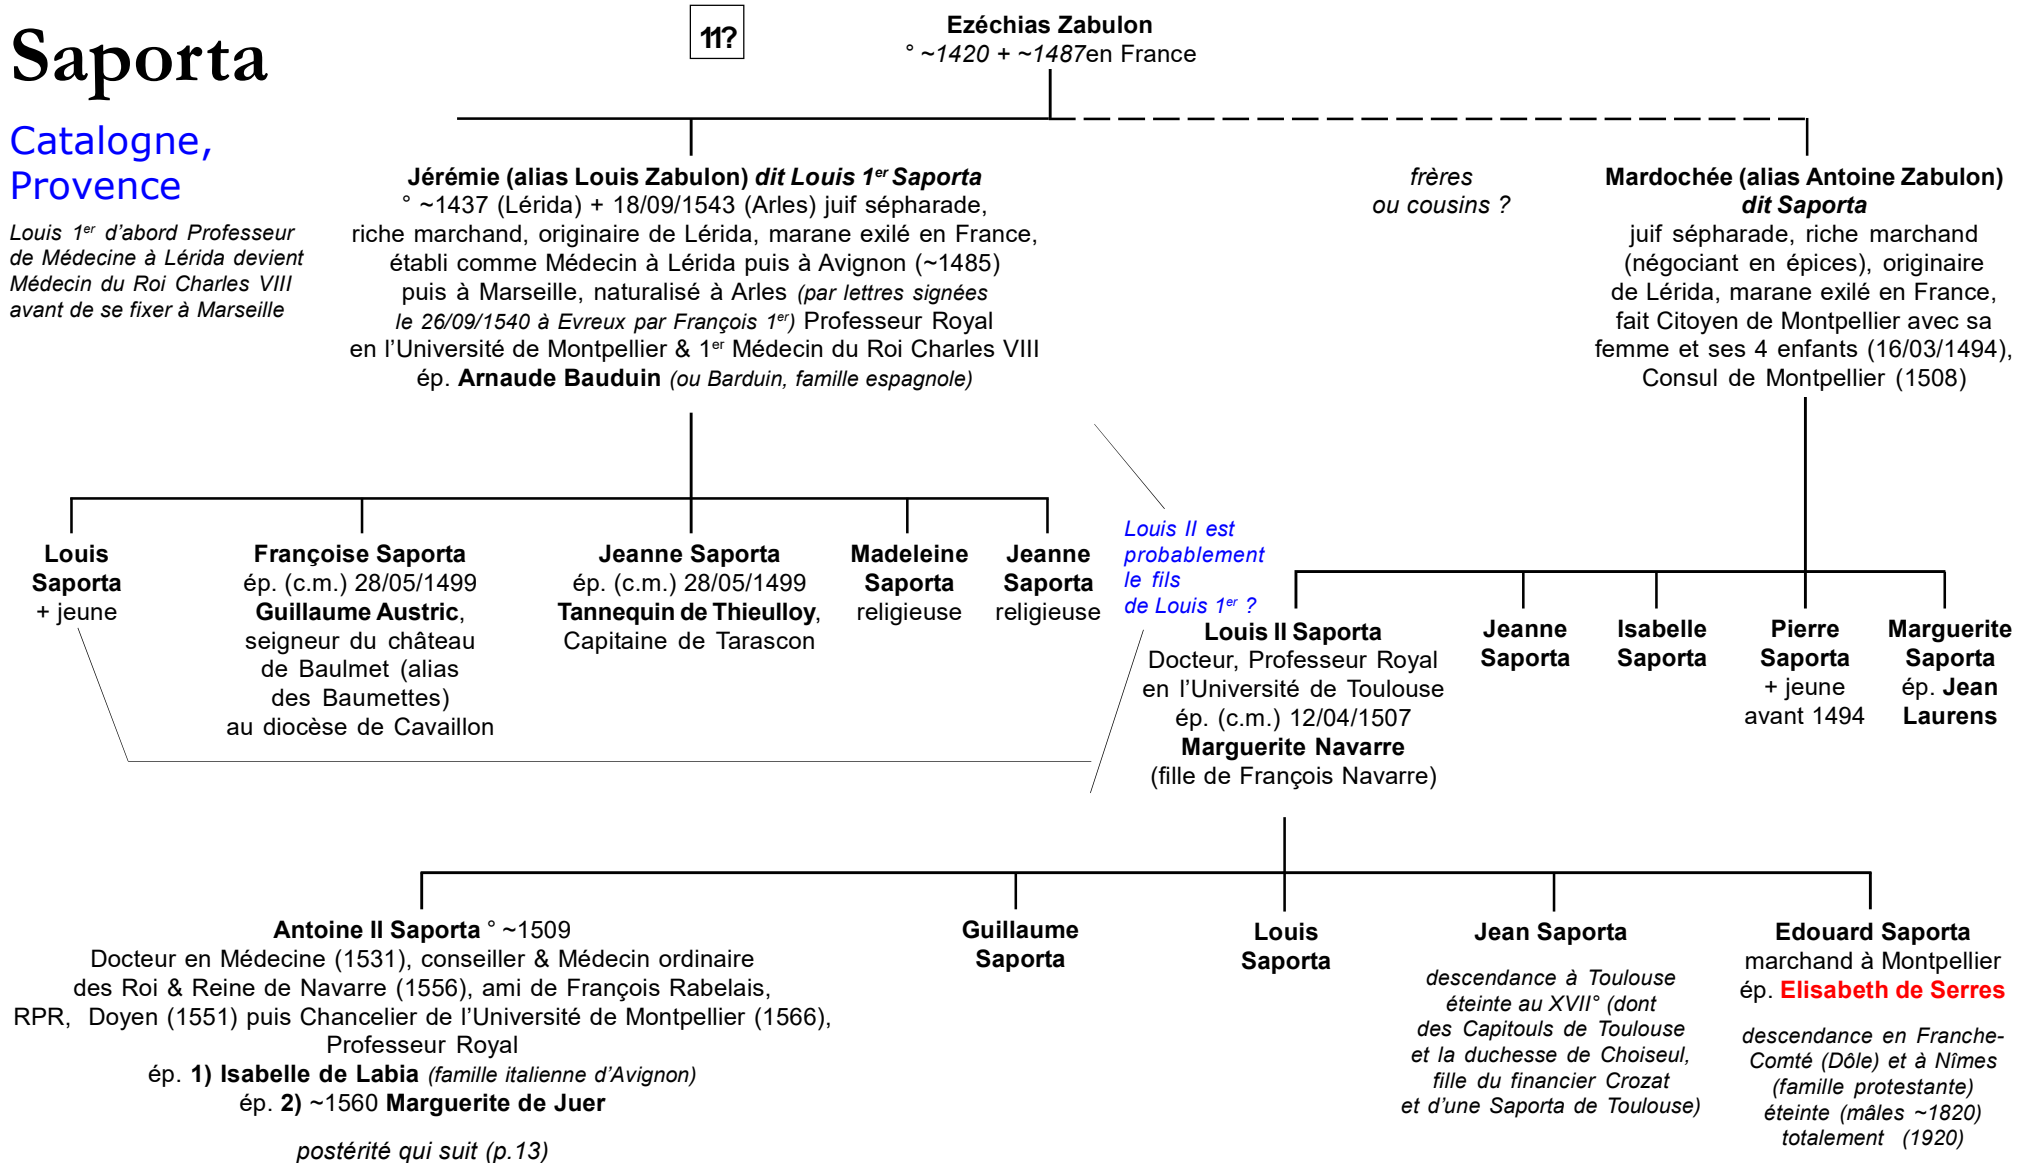 Saporta
Catalogne,
Provence
Louis 1er d’abord Professeur
de Médecine à Lérida devient
Médecin du Roi Charles VIII
avant de se fixer à Marseille
11?
Ezéchias Zabulon
° ~1420 + ~1487en France
Jérémie (alias Louis Zabulon) dit Louis 1er Saporta
° ~1437 (Lérida) + 18/09/1543 (Arles) juif sépharade,
riche marchand, originaire de Lérida, marane exilé en France,
établi comme Médecin à Lérida puis à Avignon (~1485)
puis à Marseille, naturalisé à Arles (par lettres signées
le 26/09/1540 à Evreux par François 1er) Professeur Royal
en l’Université de Montpellier & 1er Médecin du Roi Charles VIII
ép. Arnaude Bauduin (ou Barduin, famille espagnole)
frères
ou cousins ?
Mardochée (alias Antoine Zabulon)
dit Saporta
juif sépharade, riche marchand
(négociant en épices), originaire
de Lérida, marane exilé en France,
fait Citoyen de Montpellier avec sa
femme et ses 4 enfants (16/03/1494),
Consul de Montpellier (1508)
Louis
Saporta
+ jeune
Françoise Saporta
ép. (c.m.) 28/05/1499
Guillaume Austric,
seigneur du château
de Baulmet (alias
des Baumettes)
au diocèse de Cavaillon
Jeanne Saporta
ép. (c.m.) 28/05/1499
Tannequin de Thieulloy,
Capitaine de Tarascon
Madeleine
Saporta
religieuse
Jeanne
Saporta
religieuse
Louis II est
probablement
le fils
de Louis 1er ?
Louis II Saporta
Docteur, Professeur Royal
en l’Université de Toulouse
ép. (c.m.) 12/04/1507
Marguerite Navarre
(fille de François Navarre)
Jeanne
Saporta
Isabelle
Saporta
Pierre
Saporta
+ jeune
avant 1494
Marguerite
Saporta
ép. Jean
Laurens
Antoine II Saporta ° ~1509
Docteur en Médecine (1531), conseiller & Médecin ordinaire
des Roi & Reine de Navarre (1556), ami de François Rabelais,
RPR, Doyen (1551) puis Chancelier de l’Université de Montpellier (1566),
Professeur Royal
ép. 1) Isabelle de Labia (famille italienne d’Avignon)
ép. 2) ~1560 Marguerite de Juer
postérité qui suit (p.13)
Guillaume
Saporta
Louis
Saporta
Jean Saporta
descendance à Toulouse
éteinte au XVII° (dont
des Capitouls de Toulouse
et la duchesse de Choiseul,
fille du financier Crozat
et d’une Saporta de Toulouse)
Edouard Saporta
marchand à Montpellier
ép. Elisabeth de Serres
descendance en Franche-
Comté (Dôle) et à Nîmes
(famille protestante)
éteinte (mâles ~1820)
totalement (1920)